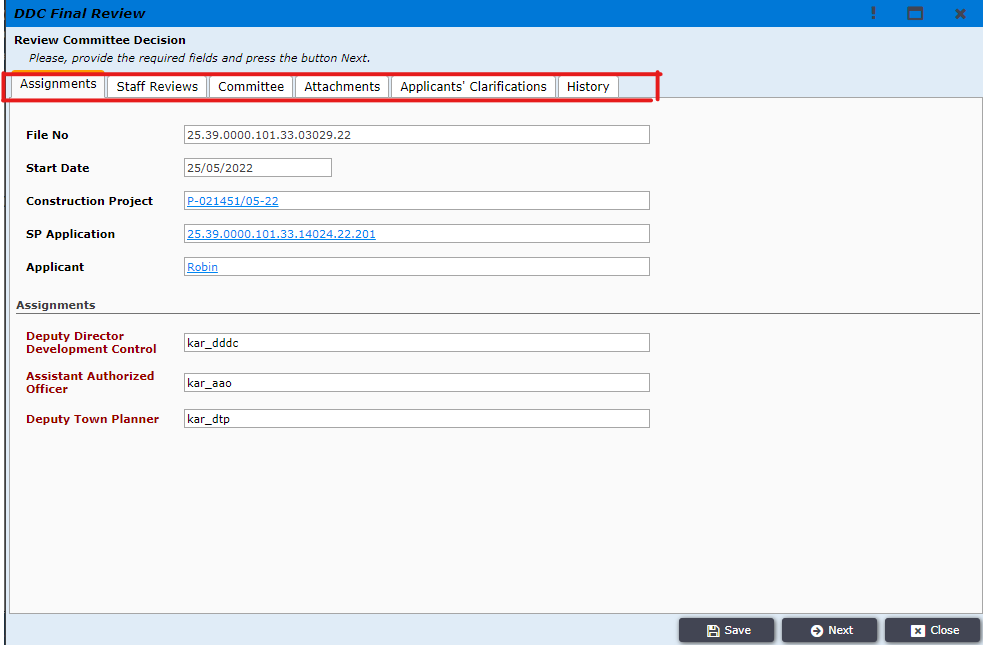 DDC Final Review
Review Committee Decision
Please, provide the required fields and press the button Next.
Assignments Staff Reviews Committee Attachments Applicants' Clarifications History
File No 25.39.0000.101.33.03029.22
Start Date 25/05/2022
Construction Project P-021451/05-22
SP Application 25.39.0000.101.33.14024.22.201
Applicant Robin
Assignments
Deputy Director
Development Control kar_dddc
Assistant Authorized
Officer kar_aao
Deputy Town Planner kar_dtp
Save Next Close